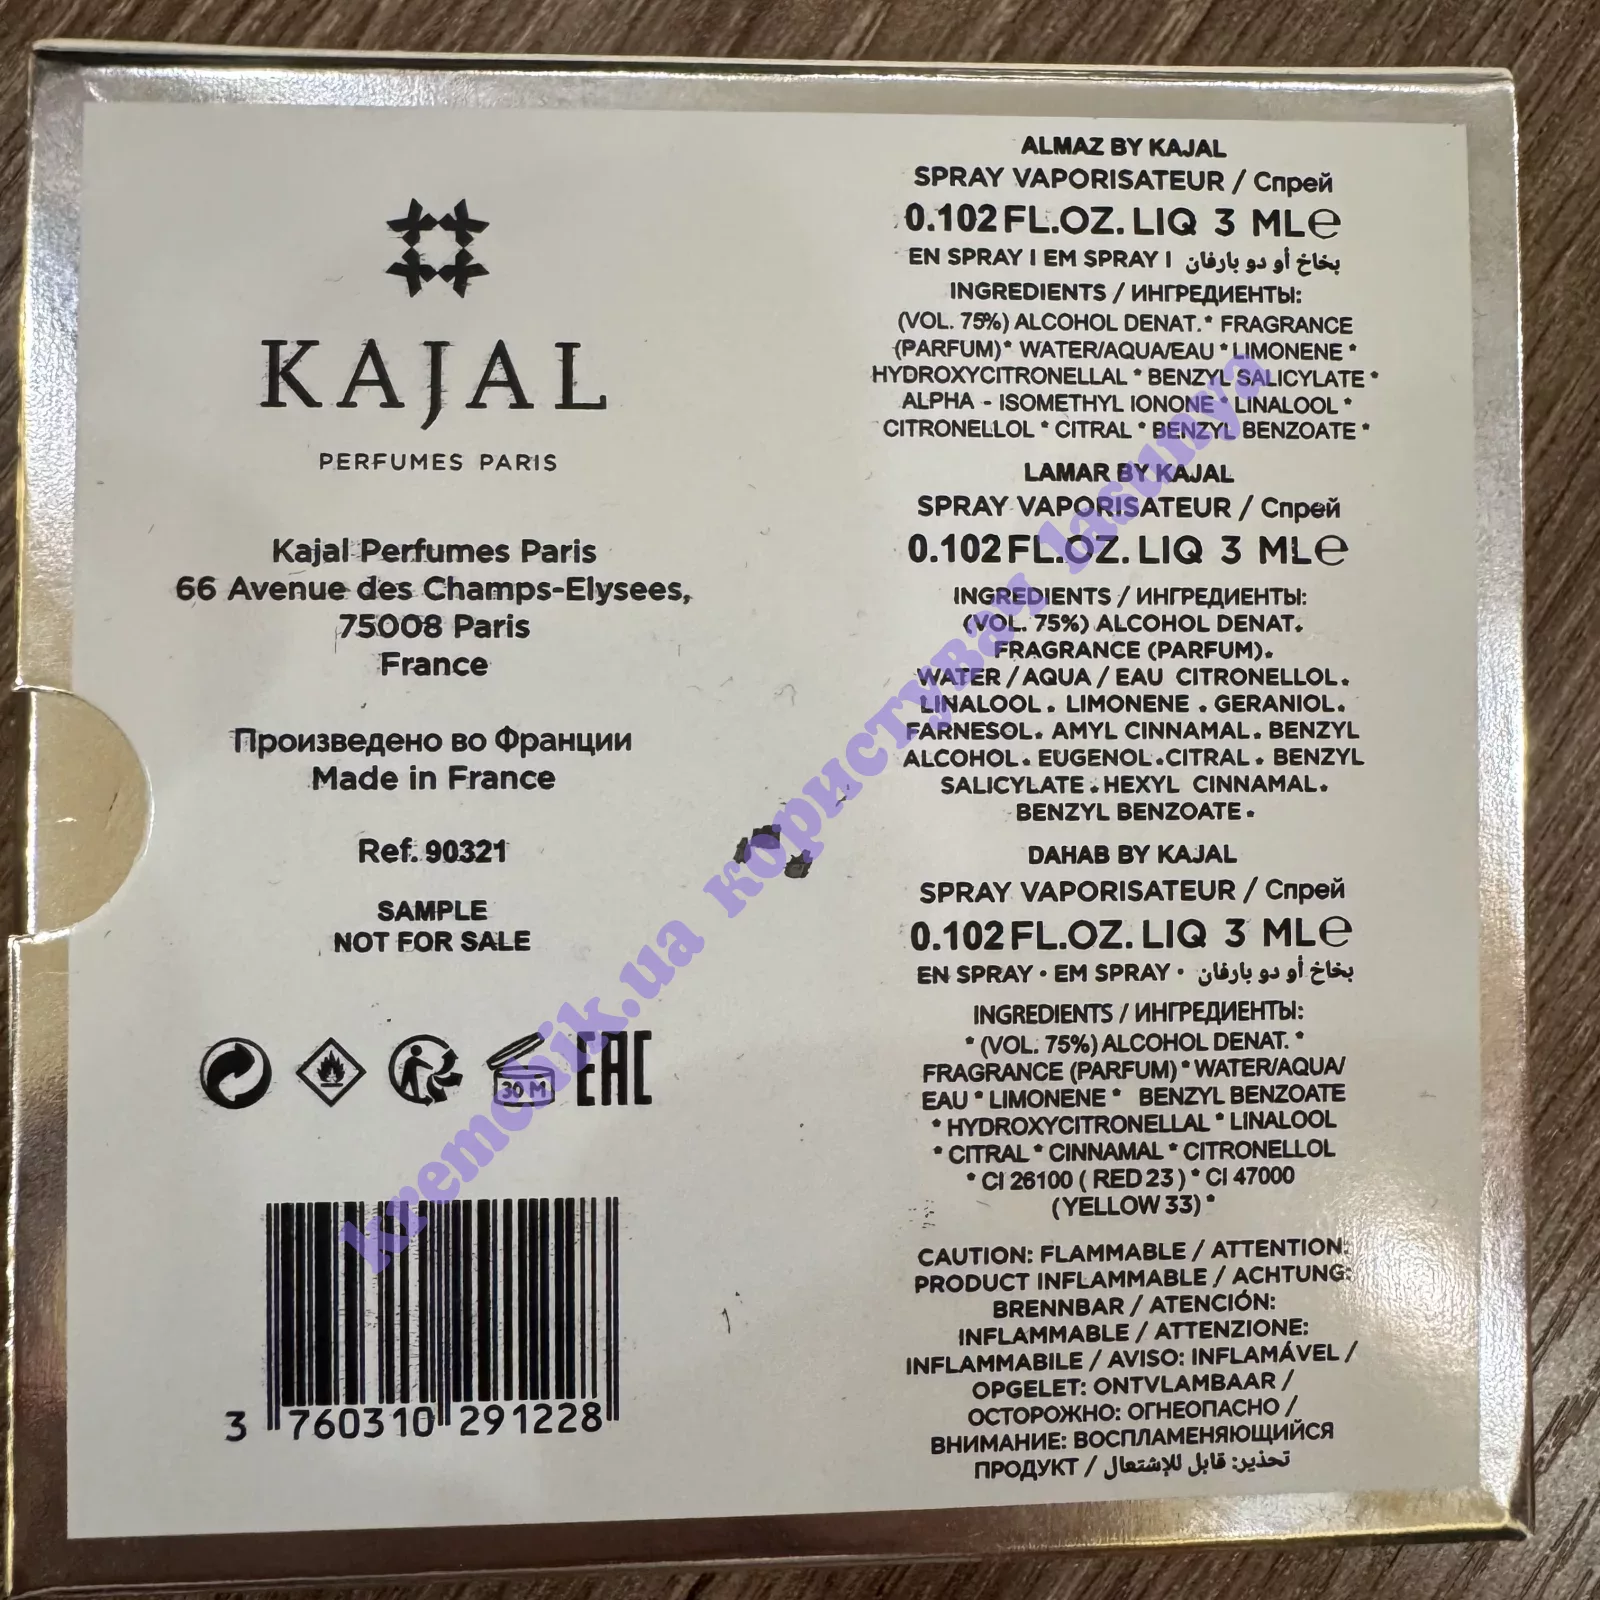 KAJAL
PERFUMES PARIS
Kajal Perfumes Paris
66 Avenue des Champs-Elysees,
75008 Paris
France
Произведено во Франции
Made in France
Ref. 90321
SAMPLE
NOT FOR SALE
30 M
EAC
3 760310 291228
ALMAZ BY KAJAL
SPRAY VAPORISATEUR / Спрей
0.102 FL.OZ. LIQ 3 ML℮
EN SPRAY I EM SPRAY I بخاخ أو دو بارفان
INGREDIENTS / ИНГРЕДИЕНТЫ:
(VOL. 75%) ALCOHOL DENAT.* FRAGRANCE
(PARFUM)* WATER/AQUA/EAU * LIMONENE *
HYDROXYCITRONELLAL * BENZYL SALICYLATE *
ALPHA - ISOMETHYL IONONE * LINALOOL *
CITRONELLOL * CITRAL * BENZYL BENZOATE *
LAMAR BY KAJAL
SPRAY VAPORISATEUR / Спрей
0.102 FL.OZ. LIQ 3 ML℮
INGREDIENTS / ИНГРЕДИЕНТЫ:
(VOL. 75%) ALCOHOL DENAT.
FRAGRANCE (PARFUM).
WATER / AQUA / EAU CITRONELLOL.
LINALOOL. LIMONENE . GERANIOL.
FARNESOL. AMYL CINNAMAL. BENZYL
ALCOHOL. EUGENOL.CITRAL. BENZYL
SALICYLATE . HEXYL CINNAMAL.
BENZYL BENZOATE.
DAHAB BY KAJAL
SPRAY VAPORISATEUR / Спрей
0.102 FL.OZ. LIQ 3 ML℮
EN SPRAY · EM SPRAY · بخاخ أو دو بارفان
INGREDIENTS / ИНГРЕДИЕНТЫ:
* (VOL. 75%) ALCOHOL DENAT. *
FRAGRANCE (PARFUM) * WATER/AQUA/
EAU * LIMONENE * BENZYL BENZOATE
* HYDROXYCITRONELLAL * LINALOOL
* CITRAL * CINNAMAL * CITRONELLOL
* CI 26100 ( RED 23 ) * CI 47000
(YELLOW 33) *
CAUTION: FLAMMABLE / ATTENTION:
PRODUCT INFLAMMABLE / ACHTUNG:
BRENNBAR / ATENCIÓN:
INFLAMMABLE / ATTENZIONE:
INFLAMMABILE / AVISO: INFLAMÁVEL /
OPGELET: ONTVLAMBAAR /
ОСТОРОЖНО: ОГНЕОПАСНО /
ВНИМАНИЕ: ВОСПЛАМЕНЯЮЩИЙСЯ
ПРОДУКТ / تحذير: قابل للإشتعال
kremchik.ua користувач lasunya